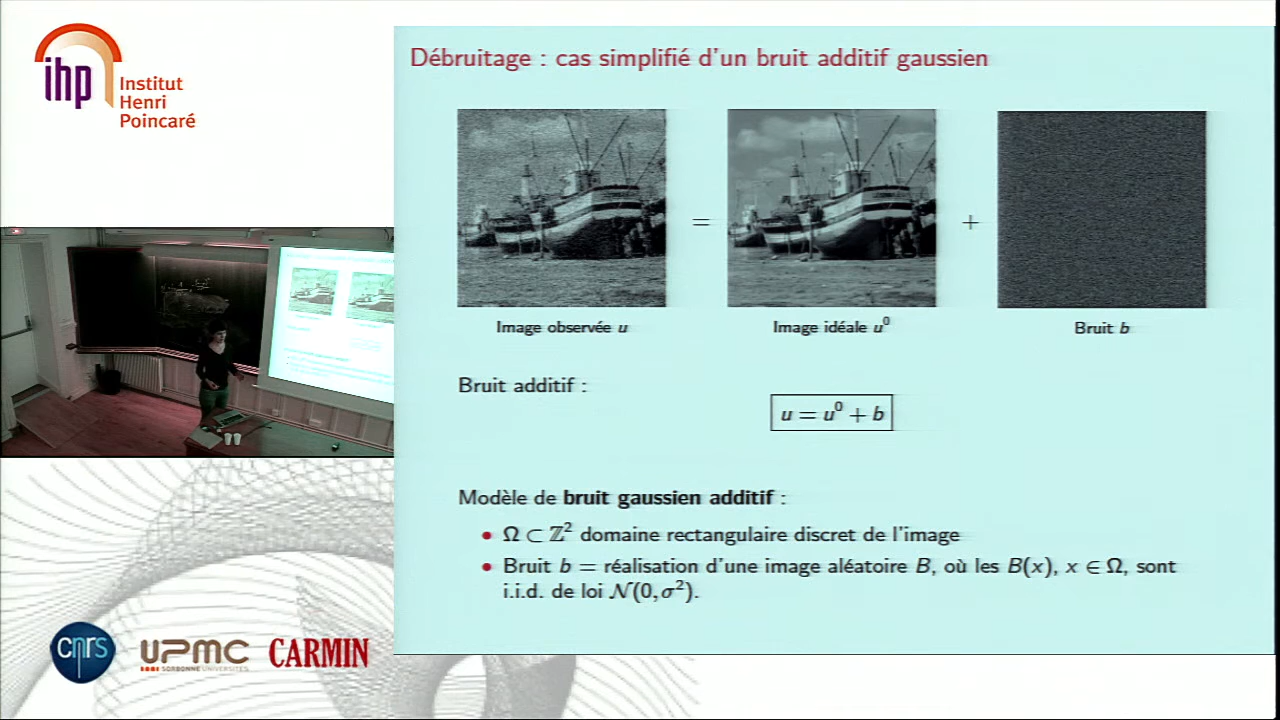 ihp
Institut
Henri
Poincaré
Débruitage : cas simplifié d'un bruit additif gaussien
=
+
Image observée u
Image idéale u⁰
Bruit b
Bruit additif :
u = u⁰ + b
Modèle de bruit gaussien additif :
• Ω ⊂ ℤ² domaine rectangulaire discret de l'image
• Bruit b = réalisation d'une image aléatoire B, où les B(x), x ∈ Ω, sont
i.i.d. de loi 𝒩(0, σ²).
cnrs
UPMC
SORBONNE UNIVERSITÉS
CARMIN